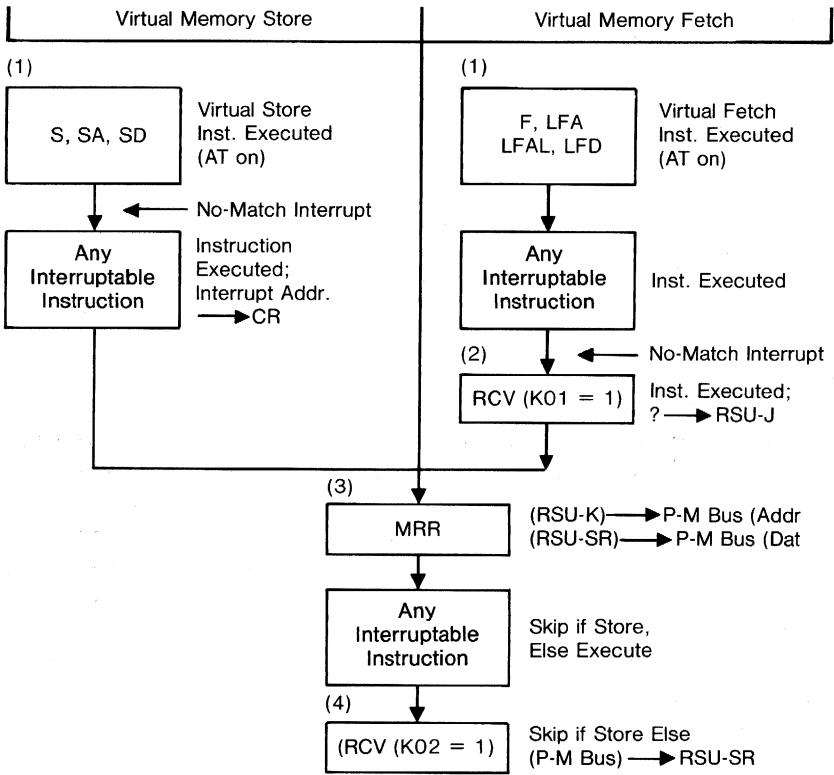 Virtual Memory Store
Virtual Memory Fetch
(1)
S, SA, SD
Virtual Store
Inst. Executed
(AT on)
No-Match Interrupt
Any
Interruptable
Instruction
Instruction
Executed;
Interrupt Addr.
CR
(1)
F, LFA
LFAL, LFD
Virtual Fetch
Inst. Executed
(AT on)
Any
Interruptable
Instruction
Inst. Executed
(2)
No-Match Interrupt
RCV (K01 = 1)
Inst. Executed;
? RSU-J
(3)
MRR
(RSU-K) P-M Bus (Addr
(RSU-SR) P-M Bus (Dat
Any
Interruptable
Instruction
Skip if Store,
Else Execute
(4)
(RCV (K02 = 1)
Skip if Store Else
(P-M Bus) RSU-SR